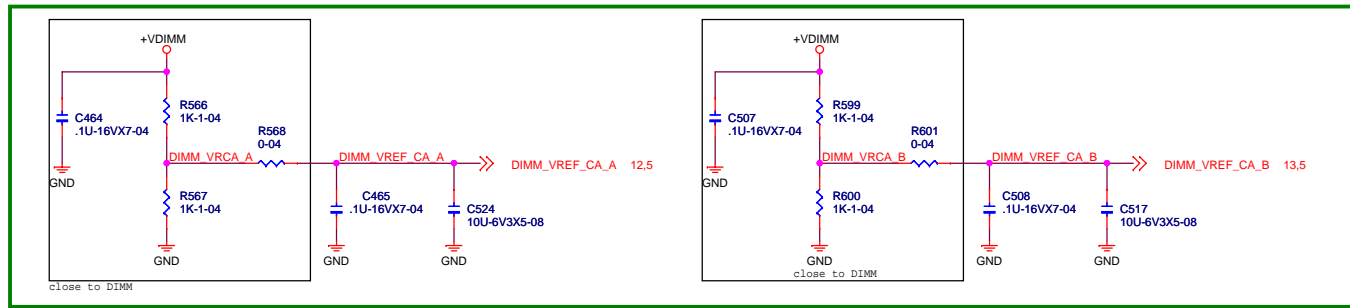 +VDIMM
C464
.1U-16VX7-04
R566
1K-1-04
R568
0-04
DIMM_VRCA_A
DIMM_VREF_CA_A
DIMM_VREF_CA_A 12,5
GND
R567
1K-1-04
C465
.1U-16VX7-04
C524
10U-6V3X5-08
GND
GND
GND
close to DIMM
+VDIMM
C507
.1U-16VX7-04
R599
1K-1-04
R601
0-04
DIMM_VRCA_B
DIMM_VREF_CA_B
DIMM_VREF_CA_B 13,5
GND
R600
1K-1-04
C508
.1U-16VX7-04
C517
10U-6V3X5-08
GND
GND
GND
close to DIMM